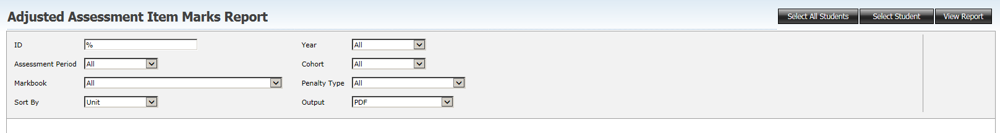 Adjusted Assessment Item Marks Report
Select All Students Select Student View Report
ID % Year All
Assessment Period All Cohort All
Markbook All Penalty Type All
Sort By Unit Output PDF